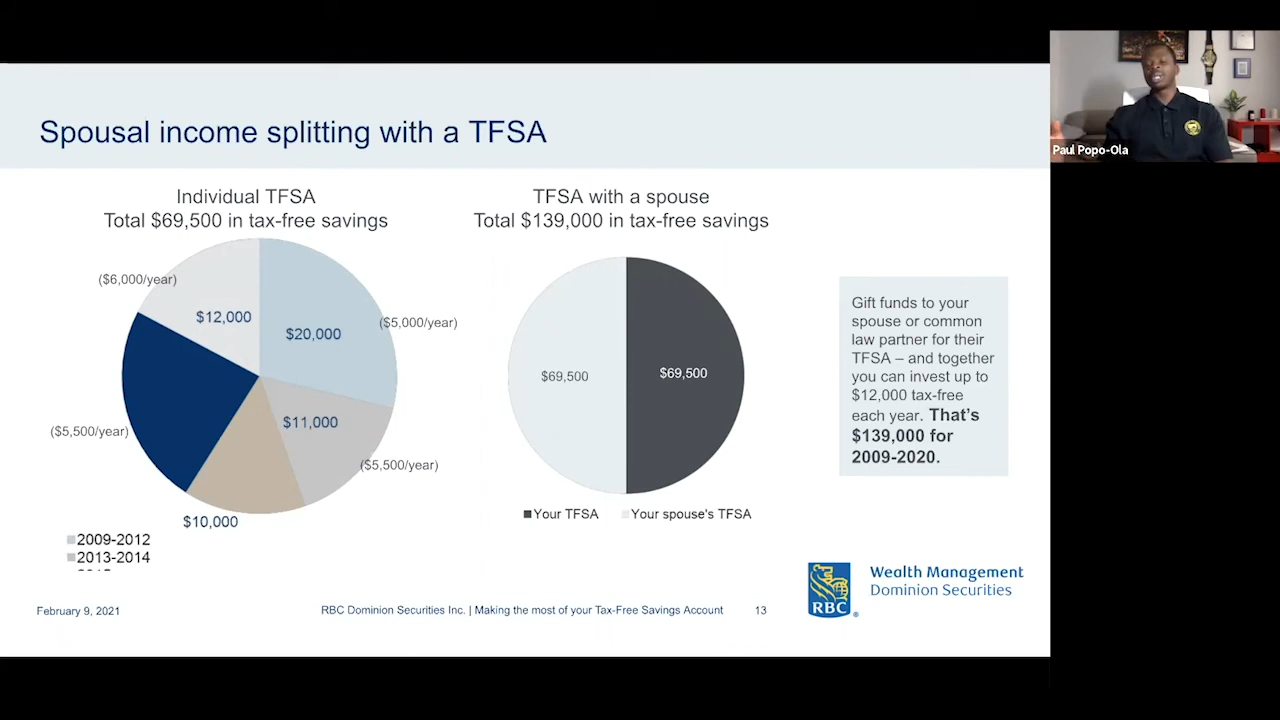 Spousal income splitting with a TFSA
Paul Popo-Ola
Individual TFSA
Total $69,500 in tax-free savings
($6,000/year)
$12,000
$20,000
($5,000/year)
$11,000
($5,500/year)
($5,500/year)
$10,000
2009-2012
2013-2014
TFSA with a spouse
Total $139,000 in tax-free savings
$69,500
$69,500
Your TFSA
Your spouse's TFSA
Gift funds to your
spouse or common
law partner for their
TFSA – and together
you can invest up to
$12,000 tax-free
each year. That's
$139,000 for
2009-2020.
February 9, 2021
RBC Dominion Securities Inc. | Making the most of your Tax-Free Savings Account
13
RBC
®
Wealth Management
Dominion Securities